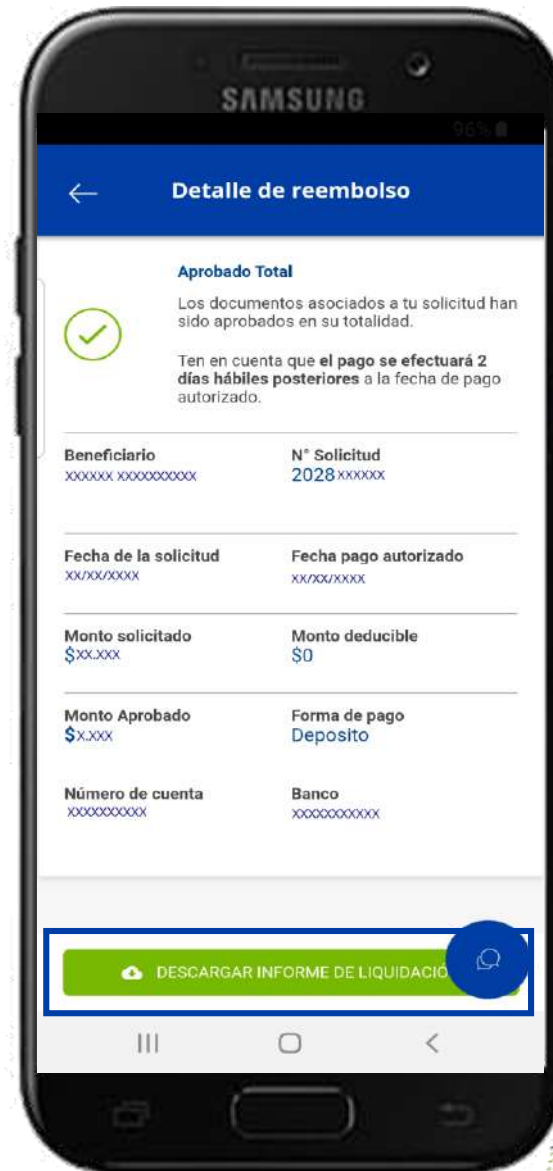 SAMSUNG
96%
Detalle de reembolso
Aprobado Total
Los documentos asociados a tu solicitud han
sido aprobados en su totalidad.
Ten en cuenta que el pago se efectuará 2
días hábiles posteriores a la fecha de pago
autorizado.
Beneficiario N° Solicitud
xxxxxx xxxxxxxxxx 2028xxxxxx
Fecha de la solicitud Fecha pago autorizado
xx/xx/xxxx xx/xx/xxxx
Monto solicitado Monto deducible
$xx.xxx $0
Monto Aprobado Forma de pago
$x.xxx Deposito
Número de cuenta Banco
xxxxxxxxxx xxxxxxxxxxx
DESCARGAR INFORME DE LIQUIDACIÓ